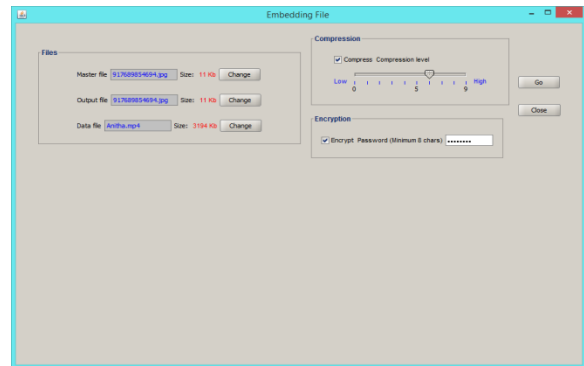 Embedding File
Files
Master file 917689854694.jpg Size: 11 Kb Change
Output file 917689854694.jpg Size: 11 Kb Change
Data file Anitha.mp4 Size: 3194 Kb Change
Compression
Compress Compression level
Low High
0 5 9
Encryption
Encrypt Password (Minimum 8 chars) ••••••••
Go
Close